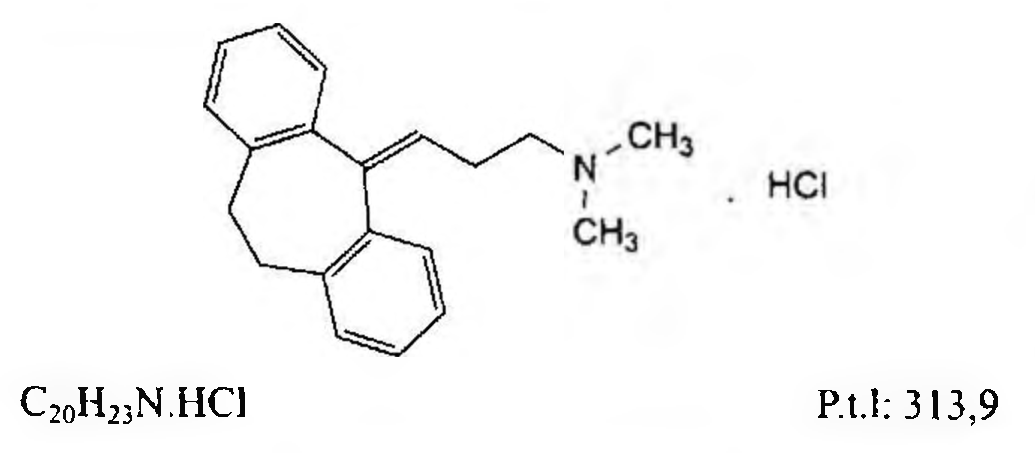 CH₃
N
. HCl
CH₃
C₂₀H₂₃N.HCl P.t.l: 313,9